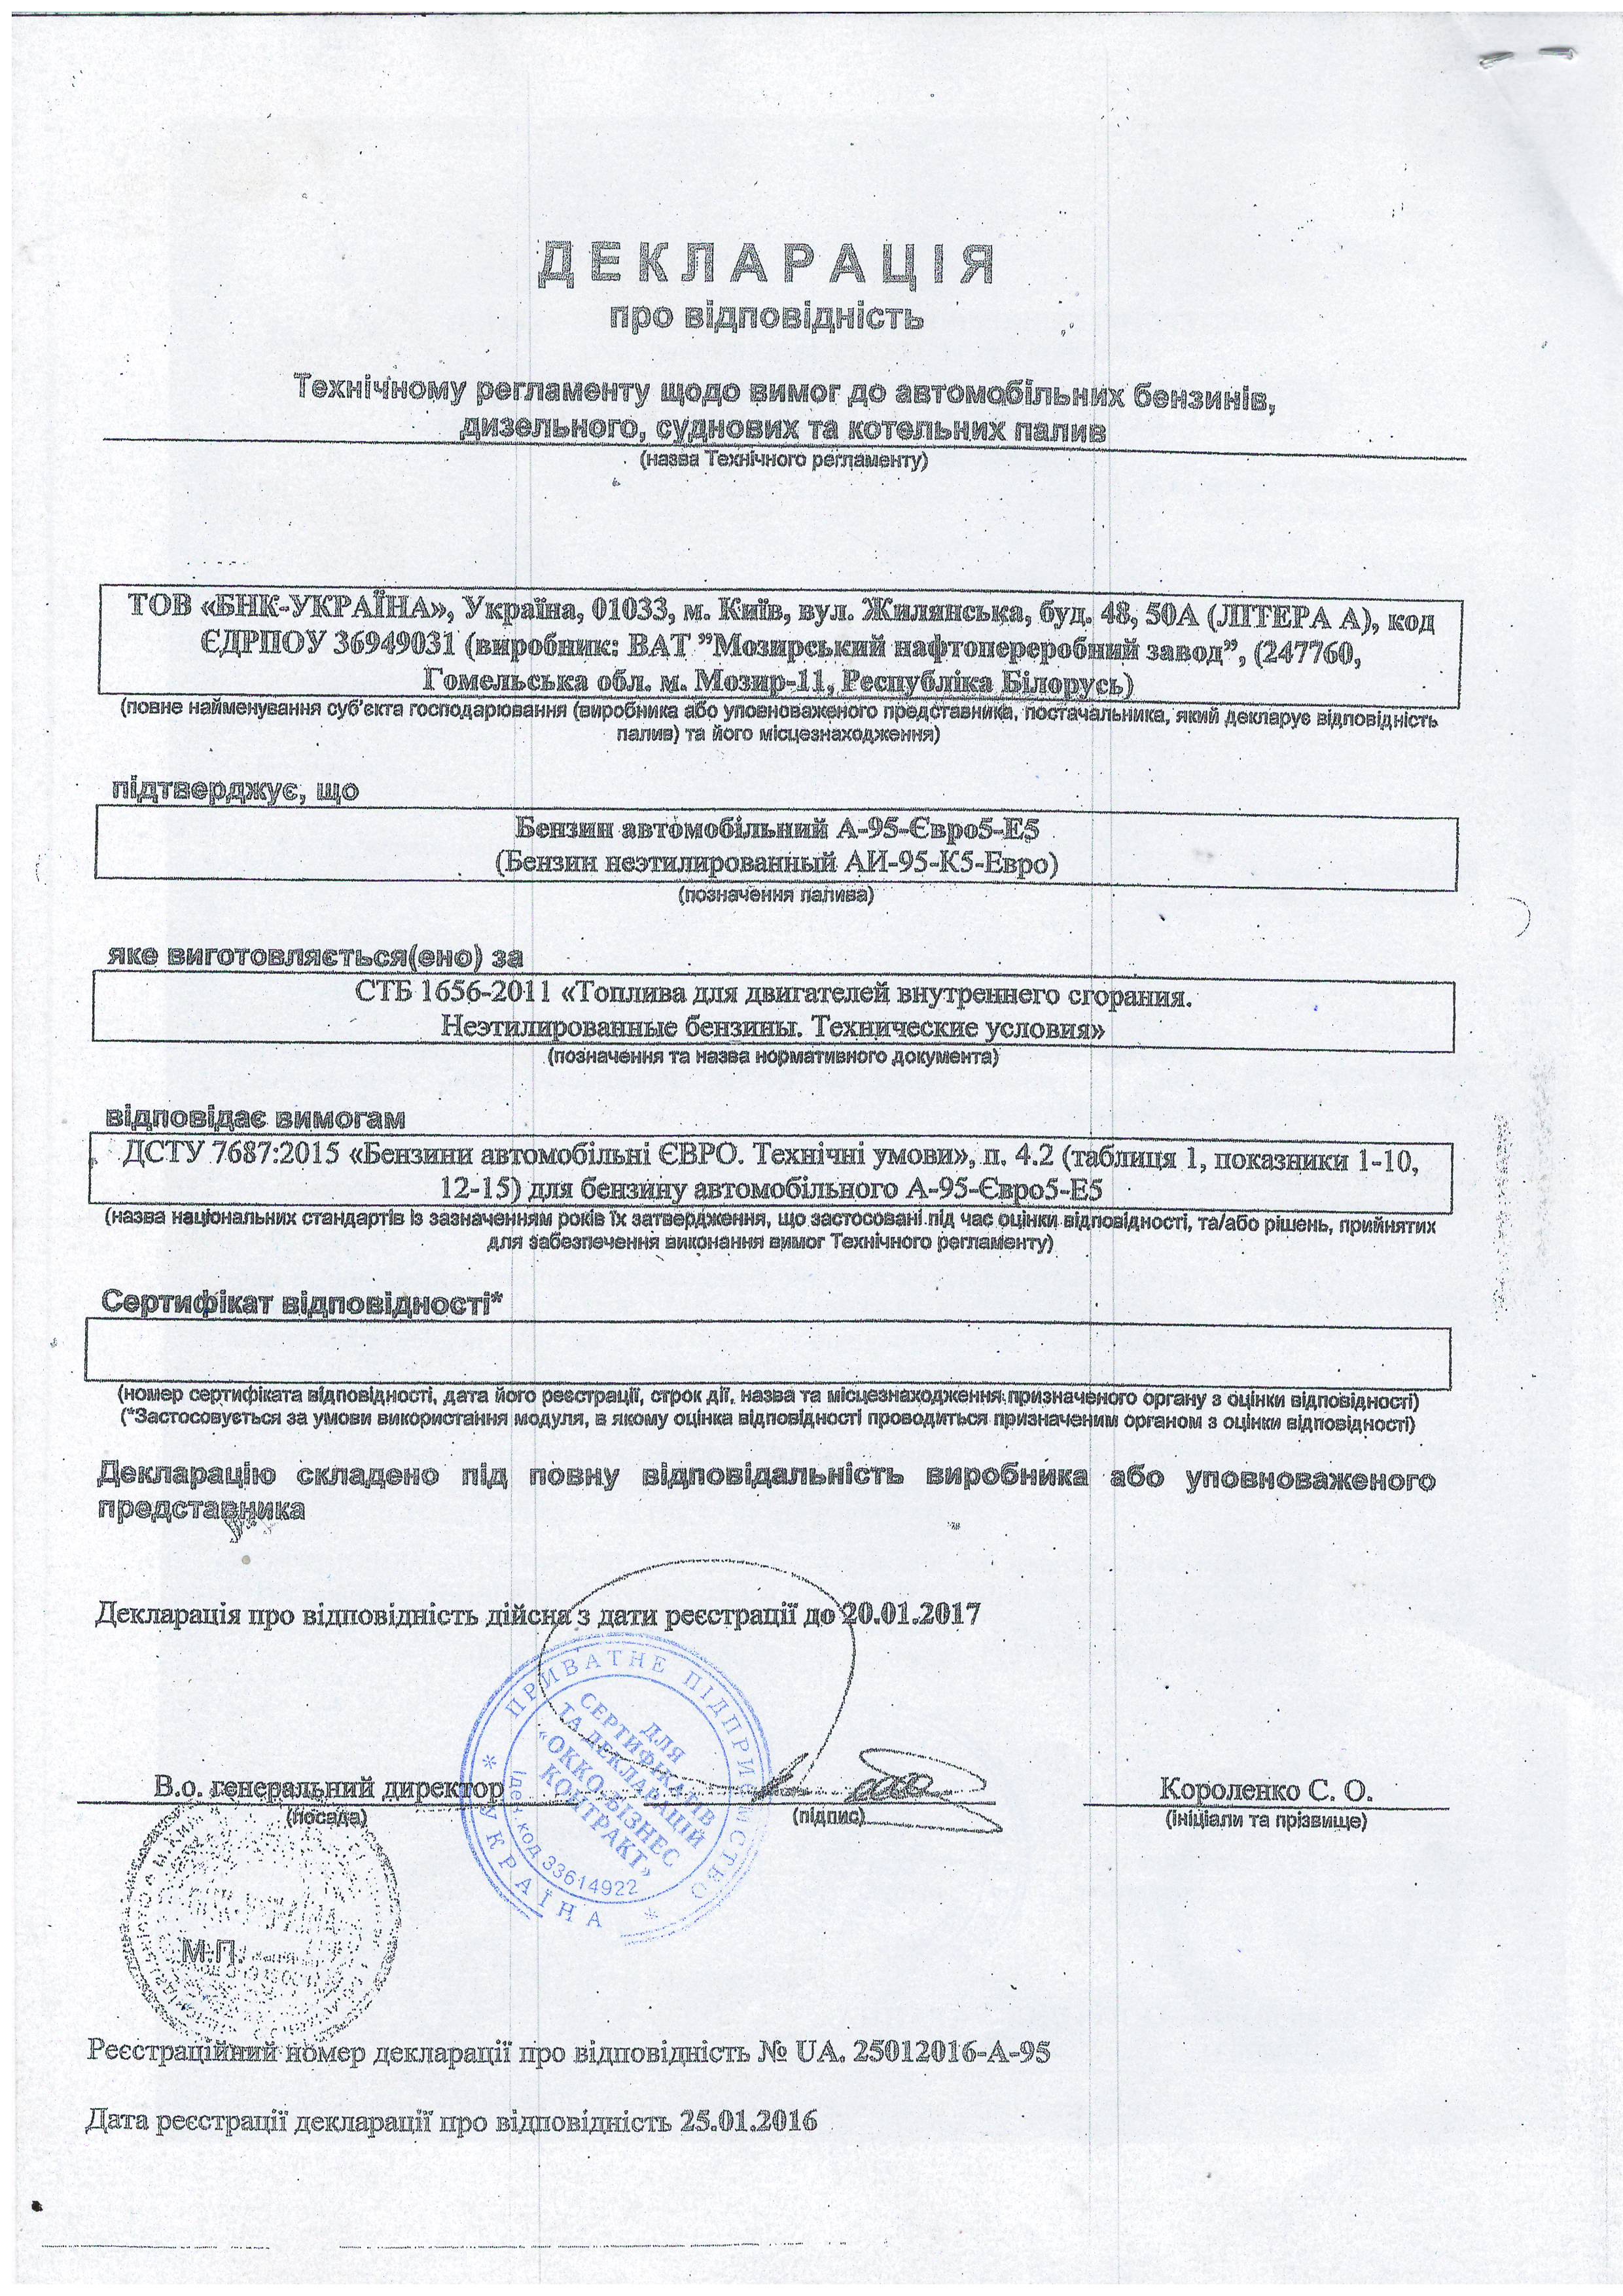 ДЕКЛАРАЦІЯ
про відповідність
Технічному регламенту щодо вимог до автомобільних бензинів,
дизельного, суднових та котельних палив
(назва Технічного регламенту)
ТОВ «БНК-УКРАЇНА», Україна, 01033, м. Київ, вул. Жилянська, буд. 48, 50А (ЛІТЕРА А), код
ЄДРПОУ 36949031 (виробник: ВАТ ”Мозирський нафтопереробний завод”, (247760,
Гомельська обл. м. Мозир-11, Республіка Білорусь)
(повне найменування суб’єкта господарювання (виробника або уповноваженого представника, постачальника, який декларує відповідність
палив) та його місцезнаходження)
підтверджує, що
Бензин автомобільний А-95-Євро5-Е5
(Бензин неэтилированный АИ-95-К5-Евро)
(позначення палива)
яке виготовляється(ено) за
СТБ 1656-2011 «Топлива для двигателей внутреннего сгорания.
Неэтилированные бензины. Технические условия»
(позначення та назва нормативного документа)
відповідає вимогам
ДСТУ 7687:2015 «Бензини автомобільні ЄВРО. Технічні умови», п. 4.2 (таблиця 1, показники 1-10,
12-15) для бензину автомобільного А-95-Євро5-Е5
(назва національних стандартів із зазначенням років їх затвердження, що застосовані під час оцінки відповідності, та/або рішень, прийнятих
для забезпечення виконання вимог Технічного регламенту)
Сертифікат відповідності*
(номер сертифіката відповідності, дата його реєстрації, строк дії, назва та місцезнаходження призначеного органу з оцінки відповідності)
(*Застосовується за умови використання модуля, в якому оцінка відповідності проводиться призначеним органом з оцінки відповідності)
Декларацію складено під повну відповідальність виробника або уповноваженого
представника
Декларація про відповідність дійсна з дати реєстрації до 20.01.2017
ПРИВАТНЕ ПІДПРИЄМСТВО
ДЛЯ
СЕРТИФІКАТІВ
ТА ДЕКЛАРАЦІЙ
«ОККО-БІЗНЕС
КОНТРАКТ»
Ідент. код 33614922
* УКРАЇНА *
В.о. генеральний директор
Короленко С. О.
(посада)
(підпис)
(ініціали та прізвище)
М.П.
Реєстраційний номер декларації про відповідність № UA. 25012016-А-95
Дата реєстрації декларації про відповідність 25.01.2016